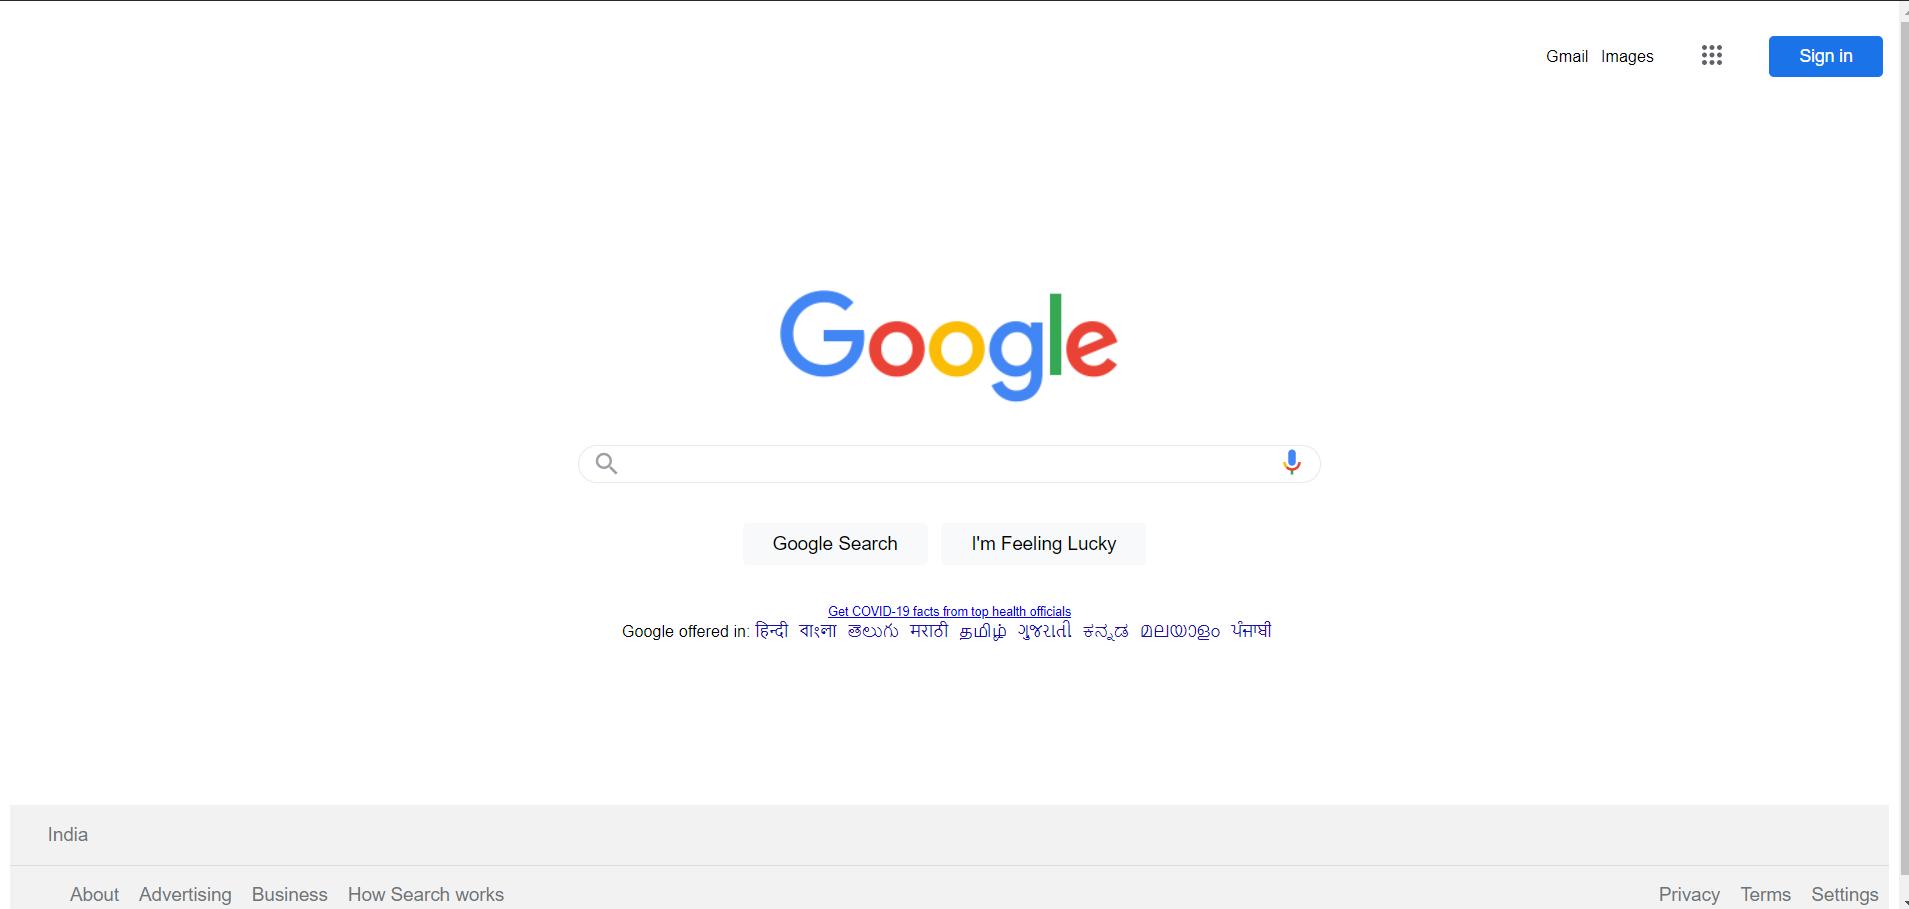 Gmail Images Sign in
Google
Google Search I'm Feeling Lucky
Get COVID-19 facts from top health officials
Google offered in: हिन्दी বাংলা తెలుగు मराठी தமிழ் ગુજરાતી ಕನ್ನಡ മലയാളം ਪੰਜਾਬੀ
India
About Advertising Business How Search works Privacy Terms Settings